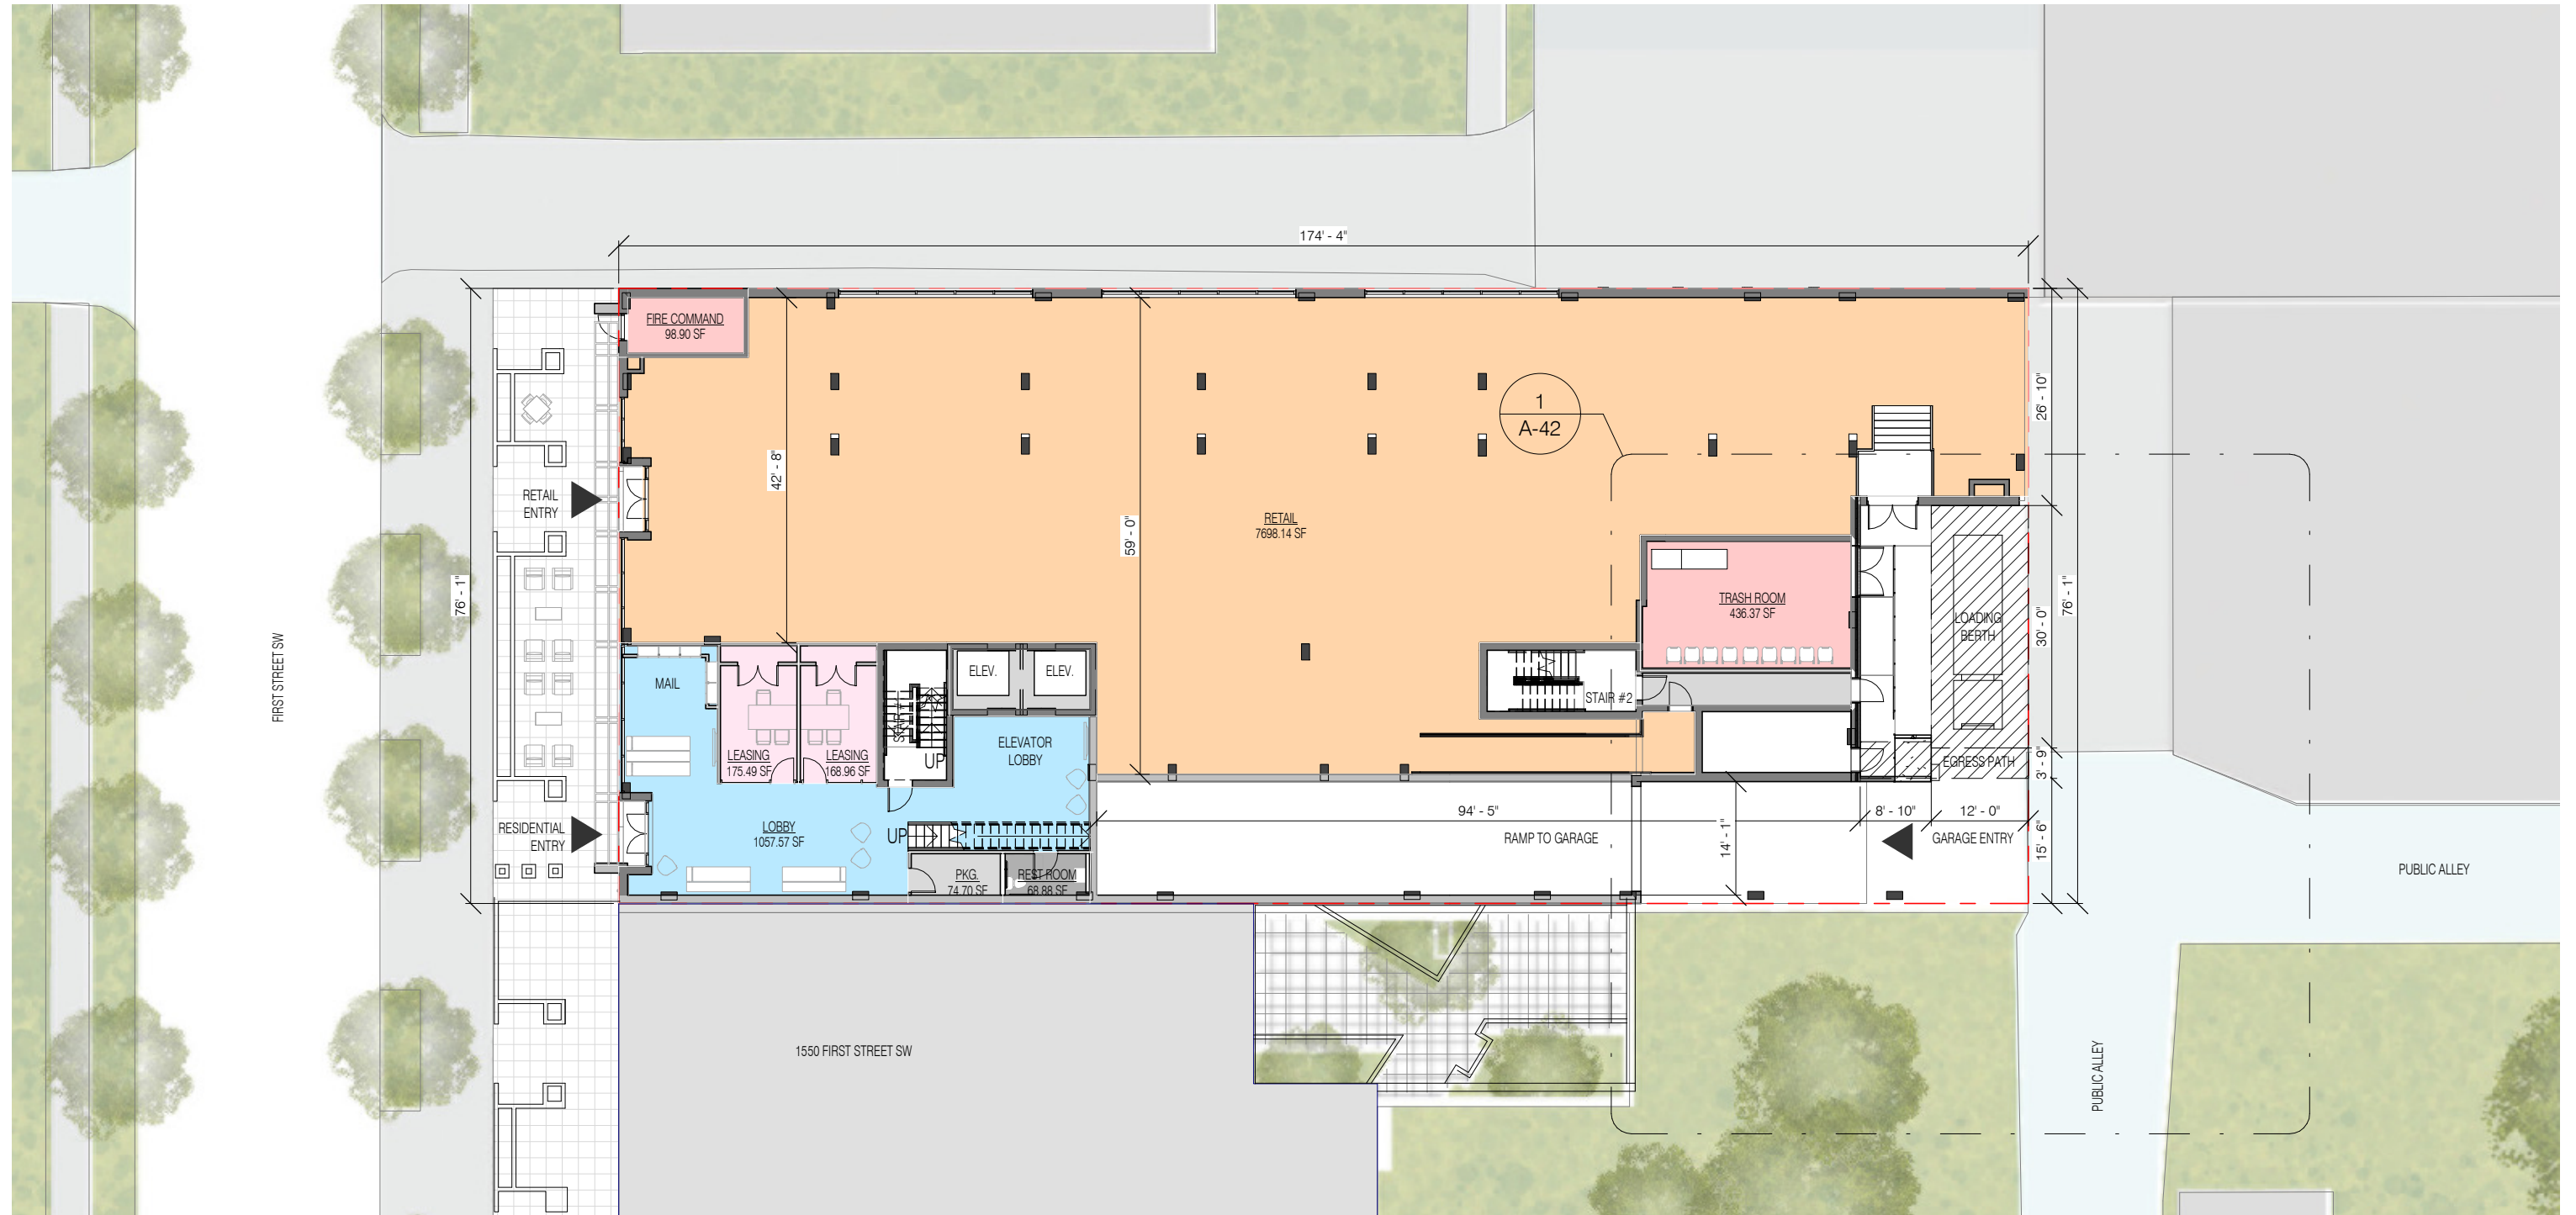 174' - 4"
FIRE COMMAND
98.90 SF
26' - 10"
1
A-42
42' - 8"
RETAIL
ENTRY
RETAIL
7698.14 SF
59' - 0"
76' - 1"
76' - 1"
TRASH ROOM
436.37 SF
LOADING
BERTH
30' - 0"
FIRST STREET SW
MAIL
ELEV.
ELEV.
STAIR #2
LEASING
175.49 SF
LEASING
168.96 SF
UP
ELEVATOR
LOBBY
EGRESS PATH
3' - 9"
RESIDENTIAL
ENTRY
LOBBY
1057.57 SF
UP
94' - 5"
8' - 10"
12' - 0"
RAMP TO GARAGE
14' - 1"
GARAGE ENTRY
15' - 6"
PKG.
74.70 SF
REST ROOM
68.88 SF
PUBLIC ALLEY
1550 FIRST STREET SW
PUBLIC ALLEY